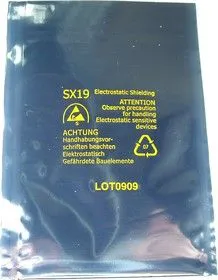 SX19 Electrostatic Shielding
ATTENTION
Observe precaution
for handling
Electrostatic sensitive
devices
ACHTUNG
Handhabungsvor-
schriften beachten
Elektrostatisch
Gefährdete Bauelemente
07
LOT0909